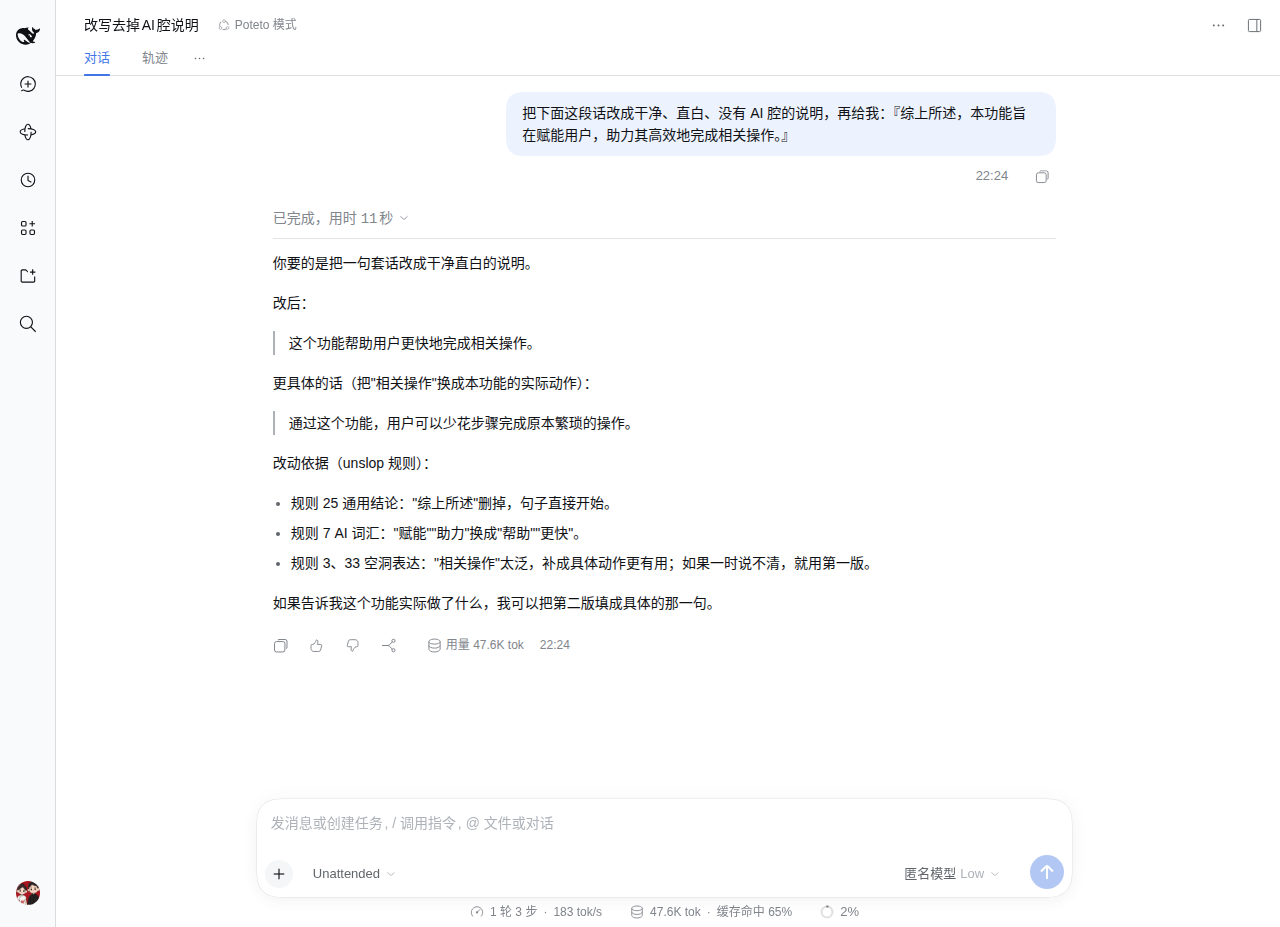 改写去掉 AI 腔说明
Poteto 模式
对话 轨迹 ···
把下面这段话改成干净、直白、没有 AI 腔的说明，再给我：『综上所述，本功能旨
在赋能用户，助力其高效地完成相关操作。』
22:24
已完成，用时 11 秒
你要的是把一句套话改成干净直白的说明。
改后：
这个功能帮助用户更快地完成相关操作。
更具体的话（把"相关操作"换成本功能的实际动作）：
通过这个功能，用户可以少花步骤完成原本繁琐的操作。
改动依据（unslop 规则）：
• 规则 25 通用结论："综上所述"删掉，句子直接开始。
• 规则 7 AI 词汇："赋能""助力"换成"帮助""更快"。
• 规则 3、33 空洞表达："相关操作"太泛，补成具体动作更有用；如果一时说不清，就用第一版。
如果告诉我这个功能实际做了什么，我可以把第二版填成具体的那一句。
用量 47.6K tok 22:24
发消息或创建任务, / 调用指令, @ 文件或对话
Unattended
匿名模型 Low
1 轮 3 步 · 183 tok/s 47.6K tok · 缓存命中 65% 2%